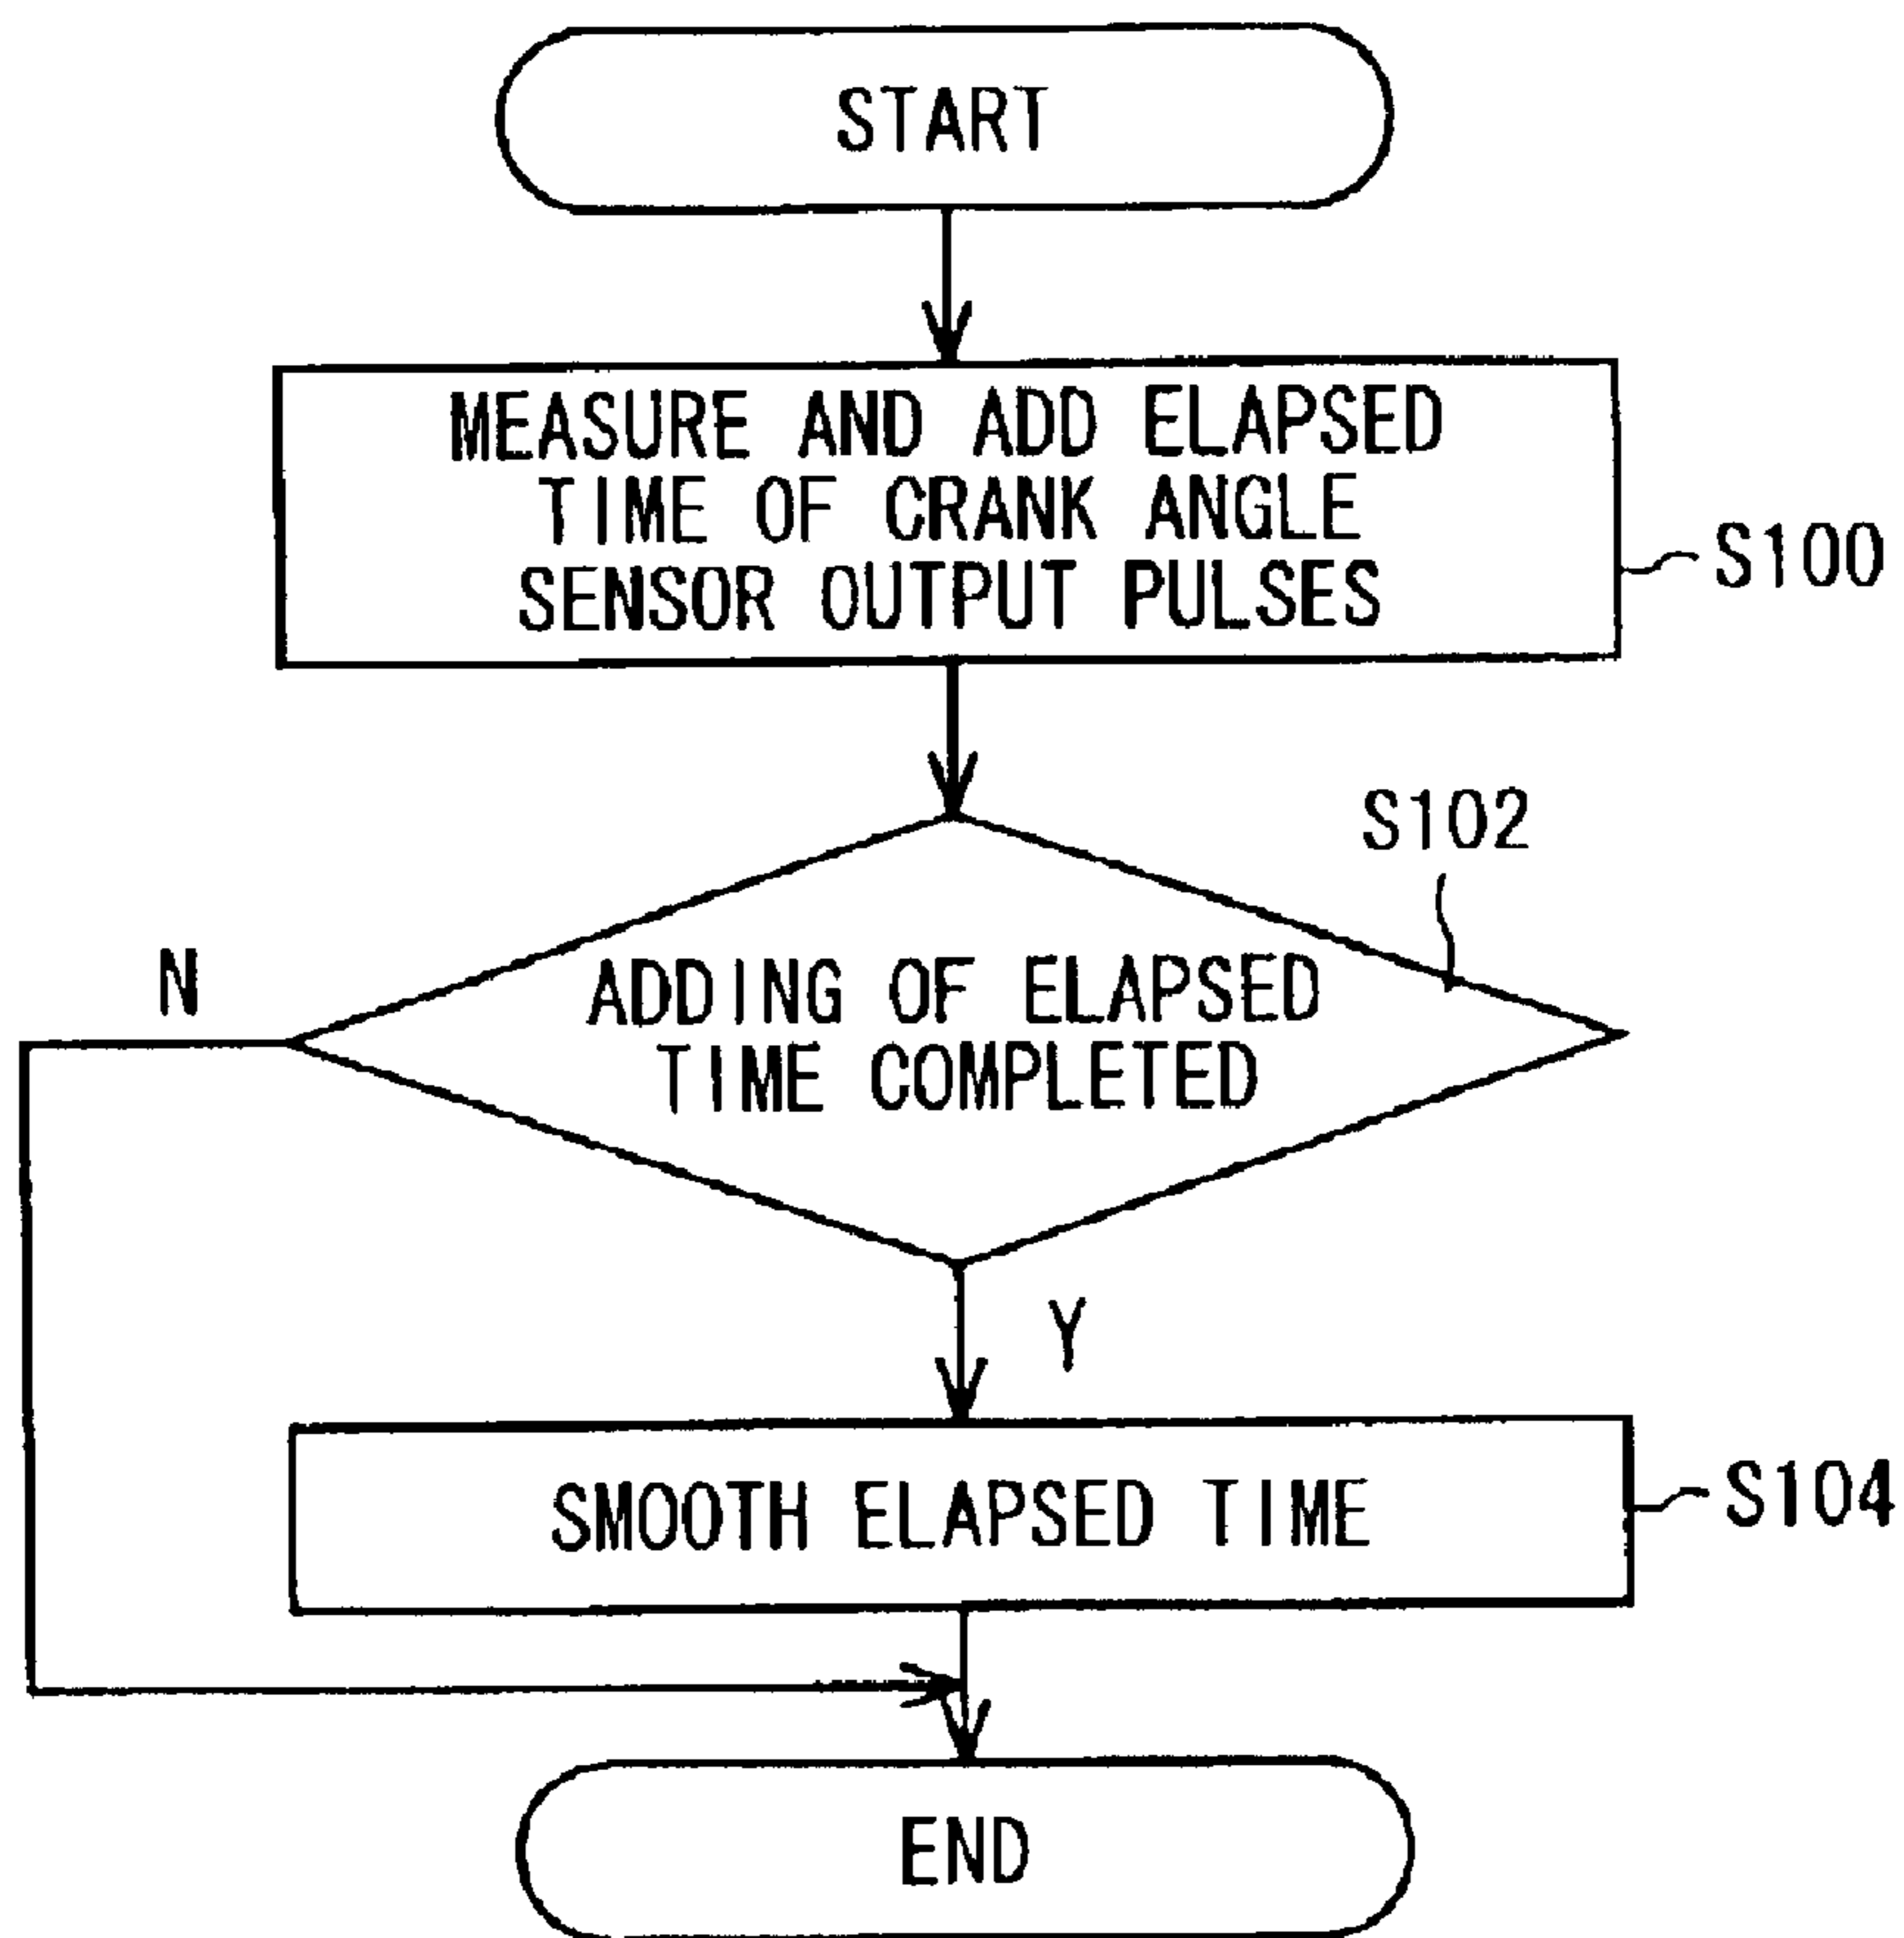 START
MEASURE AND ADD ELAPSED
TIME OF CRANK ANGLE
SENSOR OUTPUT PULSES
S100
S102
N
ADDING OF ELAPSED
TIME COMPLETED
Y
SMOOTH ELAPSED TIME
S104
END